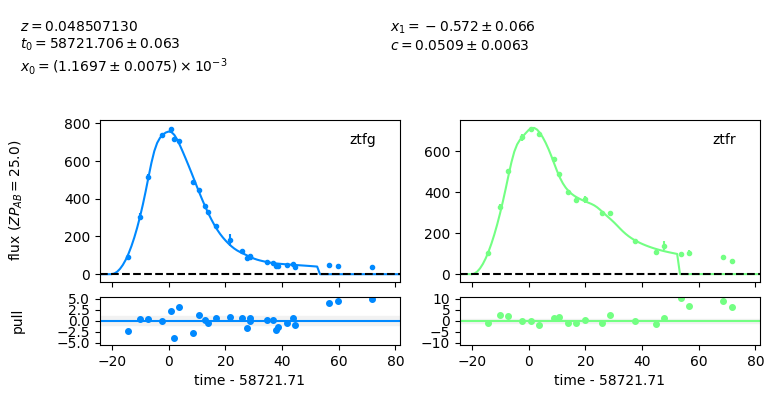 z = 0.048507130
t₀ = 58721.706 ± 0.063
x₀ = (1.1697 ± 0.0075) × 10⁻³
x₁ = −0.572 ± 0.066
c = 0.0509 ± 0.0063
flux (ZP_AB = 25.0)
800
600
400
200
0
ztfg
600
400
200
0
ztfr
pull
5.0
2.5
0.0
−2.5
−5.0
−20 0 20 40 60 80
time - 58721.71
10
5
0
−5
−10
−20 0 20 40 60 80
time - 58721.71